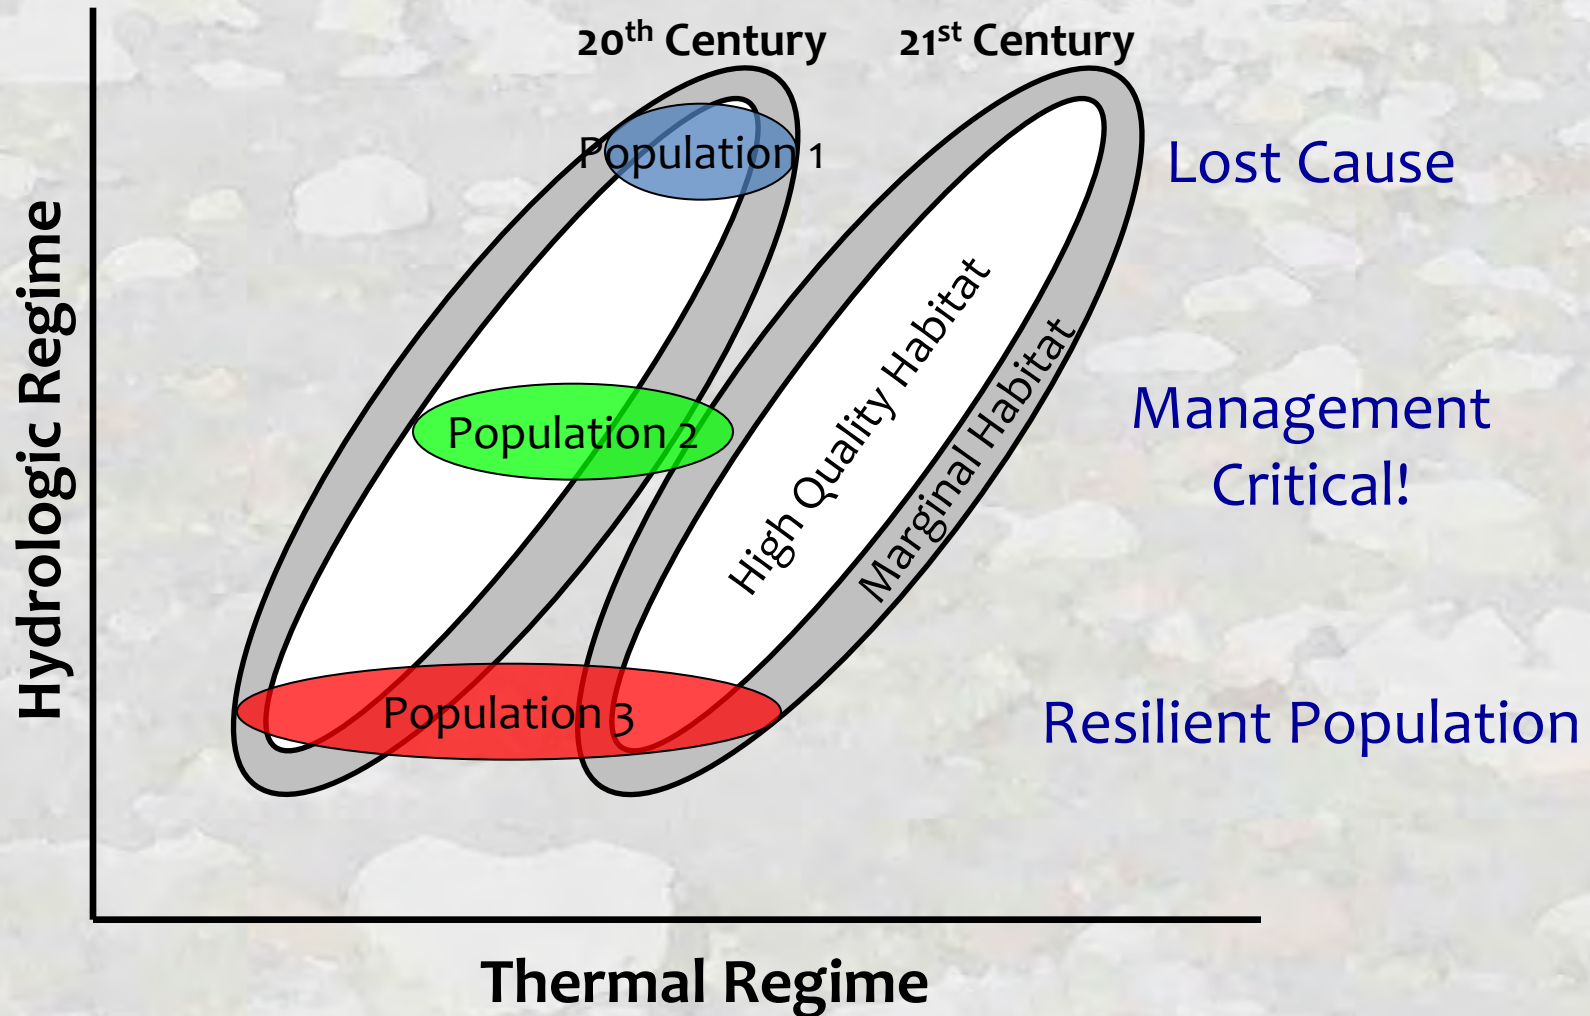 20th Century
21st Century
Population 1
Lost Cause
Hydrologic Regime
High Quality Habitat
Marginal Habitat
Population 2
Management
Critical!
Population 3
Resilient Population
Thermal Regime